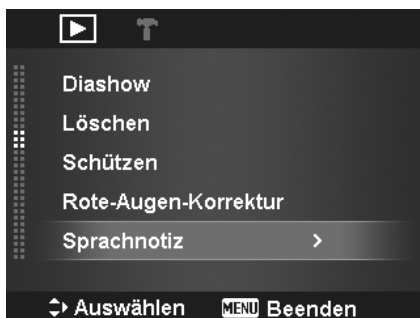 Diashow
Löschen
Schützen
Rote-Augen-Korrektur
Sprachnotiz
Auswählen MENU Beenden